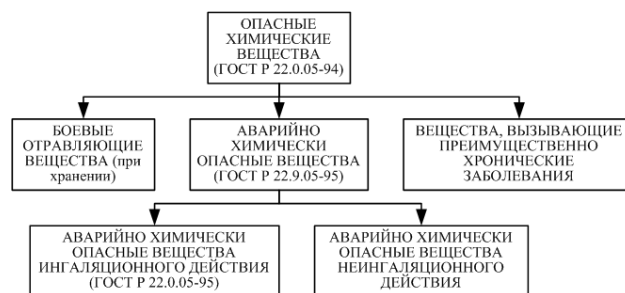 ОПАСНЫЕ
ХИМИЧЕСКИЕ
ВЕЩЕСТВА
(ГОСТ Р 22.0.05-94)
БОЕВЫЕ
ОТРАВЛЯЮЩИЕ
ВЕЩЕСТВА (при
хранении)
АВАРИЙНО
ХИМИЧЕСКИ
ОПАСНЫЕ ВЕЩЕСТВА
(ГОСТ Р 22.9.05-95)
ВЕЩЕСТВА, ВЫЗЫВАЮЩИЕ
ПРЕИМУЩЕСТВЕННО
ХРОНИЧЕСКИЕ
ЗАБОЛЕВАНИЯ
АВАРИЙНО ХИМИЧЕСКИ
ОПАСНЫЕ ВЕЩЕСТВА
ИНГАЛЯЦИОННОГО ДЕЙСТВИЯ
(ГОСТ Р 22.0.05-95)
АВАРИЙНО ХИМИЧЕСКИ
ОПАСНЫЕ ВЕЩЕСТВА
НЕИНГАЛЯЦИОННОГО
ДЕЙСТВИЯ